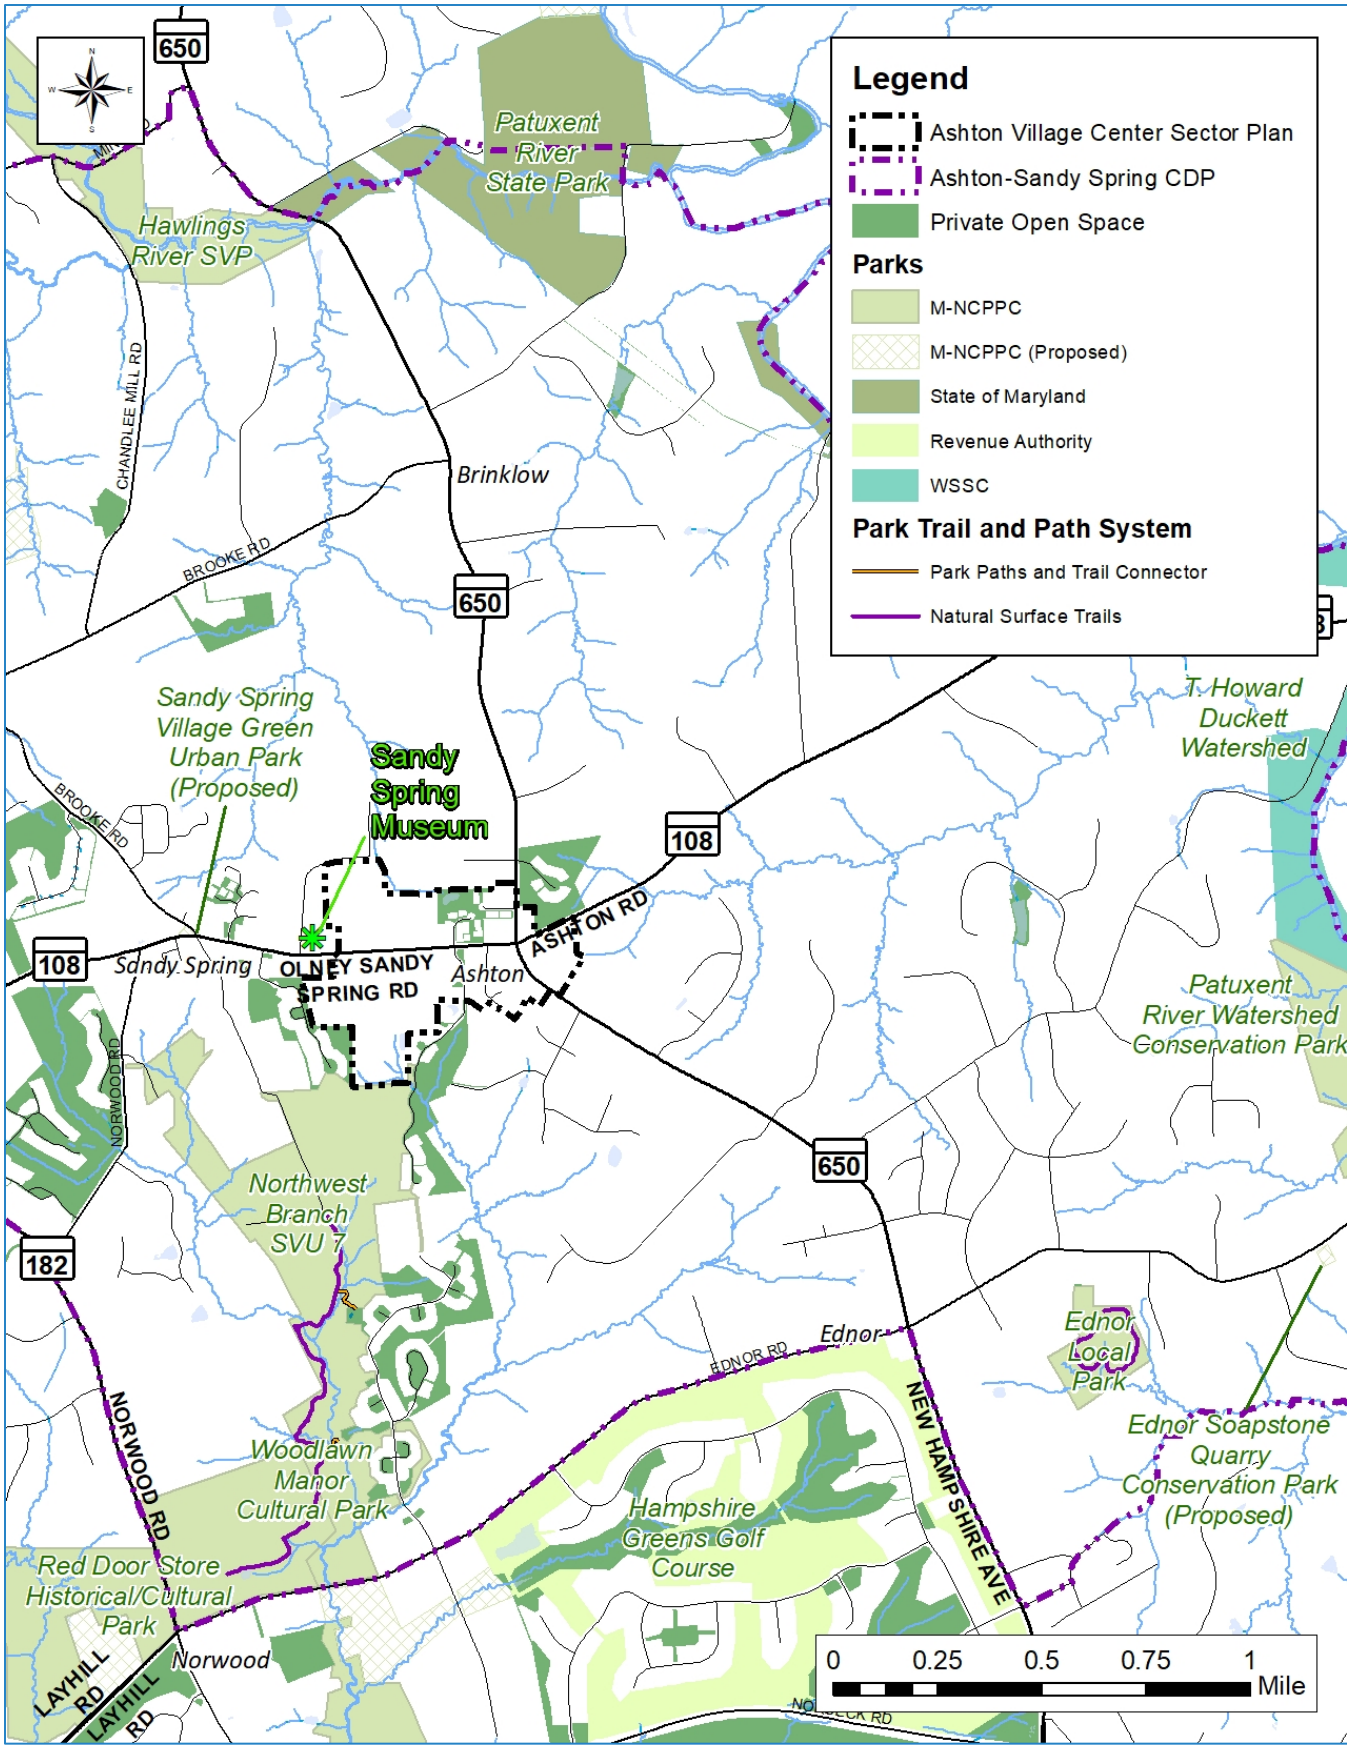 650
N
W
E
S
Patuxent
River
State Park
Hawlings
River SVP
CHANDLEE MILL RD
Brinklow
BROOKE RD
650
Legend
Ashton Village Center Sector Plan
Ashton-Sandy Spring CDP
Private Open Space
Parks
M-NCPPC
M-NCPPC (Proposed)
State of Maryland
Revenue Authority
WSSC
Park Trail and Path System
Park Paths and Trail Connector
Natural Surface Trails
Sandy Spring
Village Green
Urban Park
(Proposed)
Sandy
Spring
Museum
BROOKE RD
T. Howard
Duckett
Watershed
108
ASHTON RD
108
Sandy Spring
OLNEY SANDY
SPRING RD
Ashton
Patuxent
River Watershed
Conservation Park
NORWOOD RD
650
Northwest
Branch
SVU 7
182
Ednor
EDNOR RD
Ednor
Local
Park
NORWOOD RD
NEW HAMPSHIRE AVE
Woodlawn
Manor
Cultural Park
Ednor Soapstone
Quarry
Conservation Park
(Proposed)
Hampshire
Greens Golf
Course
Red Door Store
Historical/Cultural
Park
Norwood
LAYHILL
RD
LAYHILL
RD
0 0.25 0.5 0.75 1
Mile